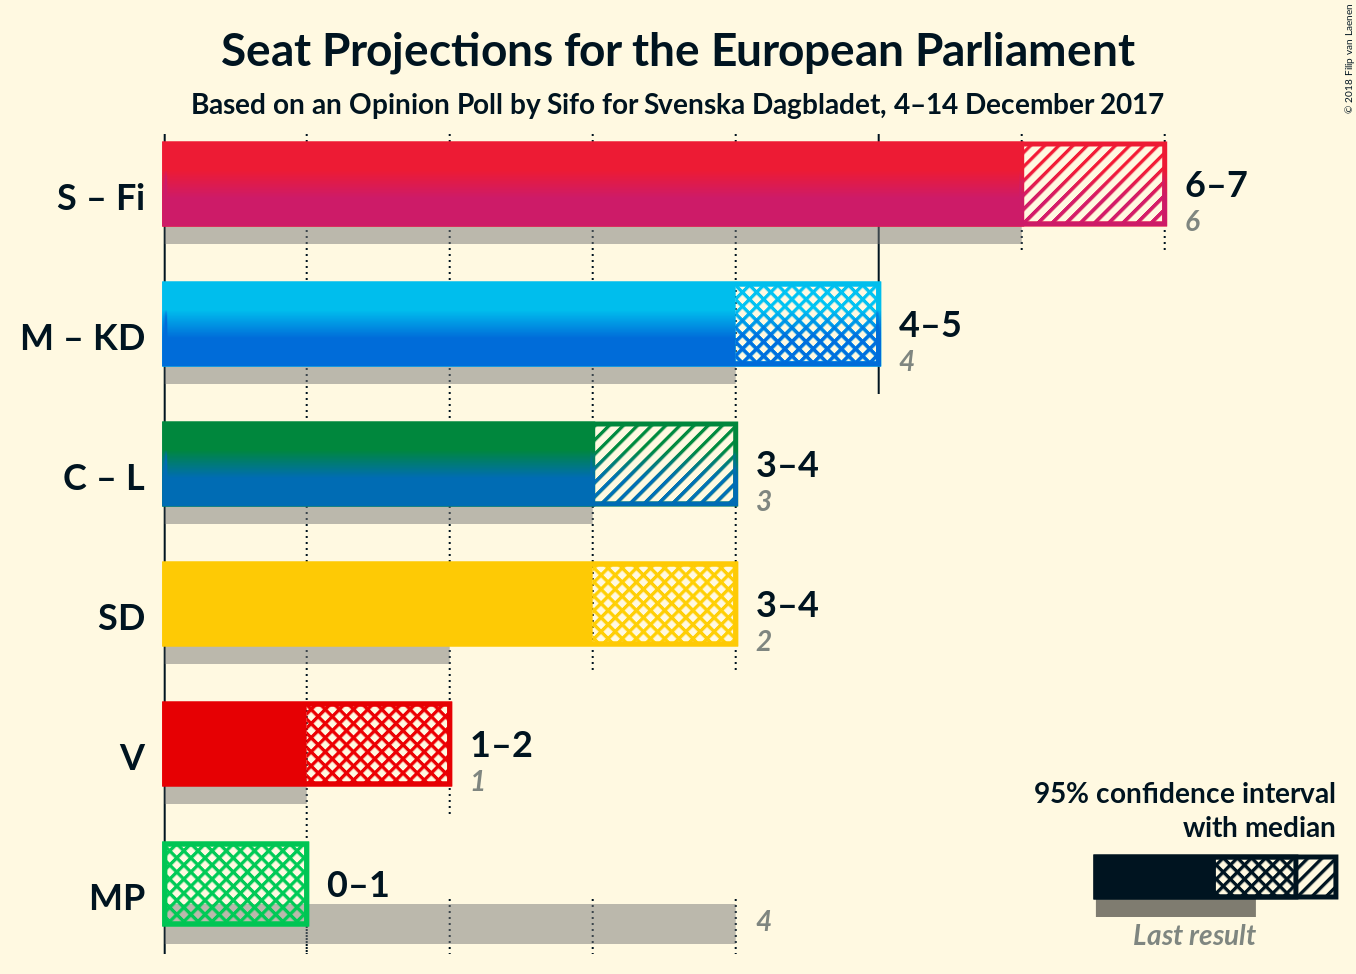 Seat Projections for the European Parliament
Based on an Opinion Poll by Sifo for Svenska Dagbladet, 4–14 December 2017
© 2018 Filip van Laenen
S – Fi
6–7
6
M – KD
4–5
4
C – L
3–4
3
SD
3–4
2
V
1–2
1
MP
0–1
4
95% confidence interval
with median
Last result